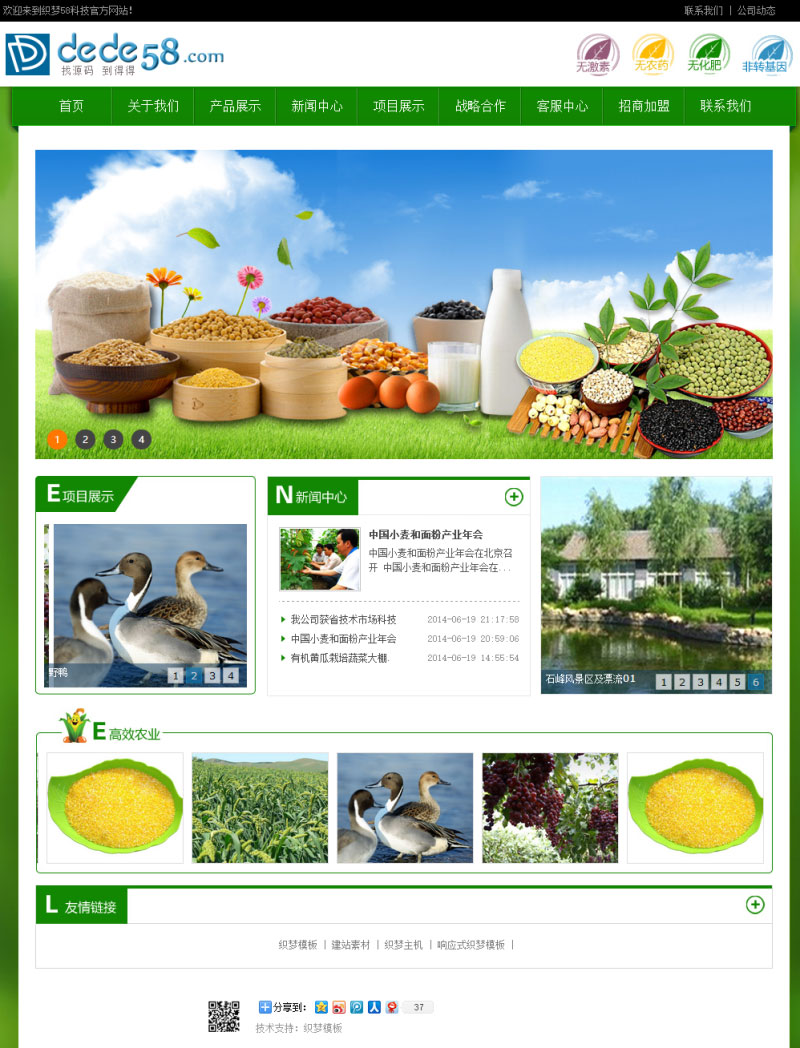 欢迎来到织梦58科技官方网站!
联系我们 | 公司动态
dede58.com
找源码 到得得
无激素 无农药 无化肥 非转基因
首页 关于我们 产品展示 新闻中心 项目展示 战略合作 客服中心 招商加盟 联系我们
1 2 3 4
E项目展示
野鸭
1 2 3 4
N新闻中心
中国小麦和面粉产业年会
中国小麦和面粉产业年会在北京召
开 中国小麦和面粉产业年会在...
我公司获省技术市场科技 2014-06-19 21:17:58
中国小麦和面粉产业年会 2014-06-19 20:59:06
有机黄瓜栽培蔬菜大棚. 2014-06-19 14:55:54
石峰风景区及漂流01
1 2 3 4 5 6
E高效农业
L 友情链接
织梦模板 | 建站素材 | 织梦主机 | 响应式织梦模板 |
分享到: 37
技术支持: 织梦模板